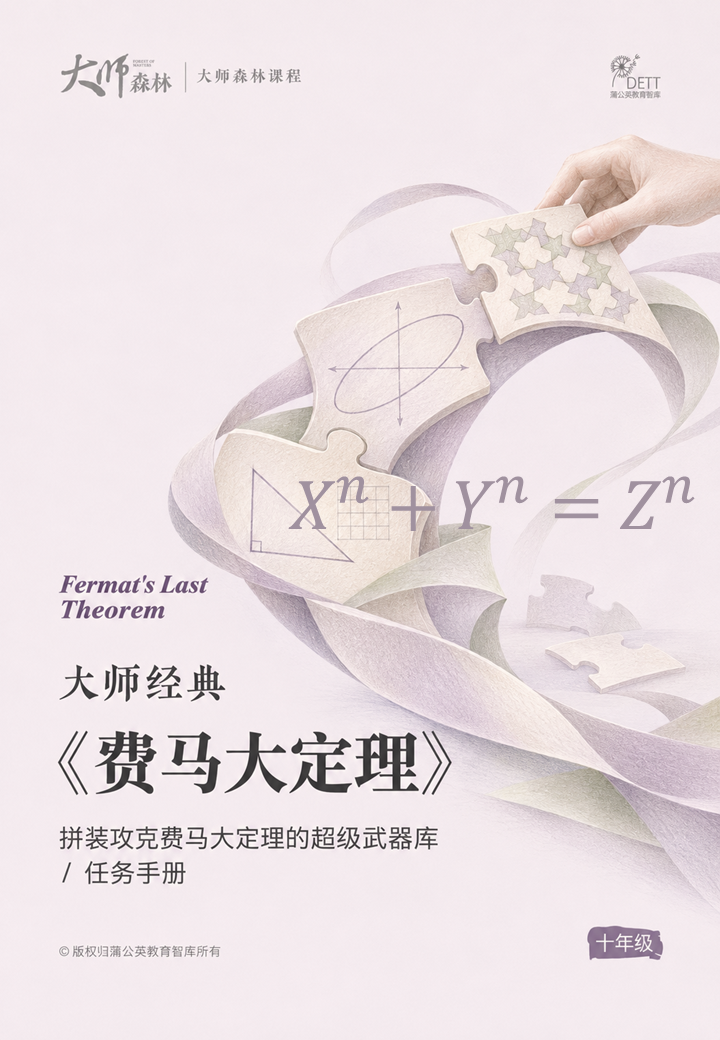 大师森林
FOREST OF
MASTERS
大师森林课程
DETT
蒲公英教育智库
Xⁿ + Yⁿ = Zⁿ
Fermat's Last
Theorem
大师经典
《费马大定理》
拼装攻克费马大定理的超级武器库
/ 任务手册
© 版权归蒲公英教育智库所有
十年级